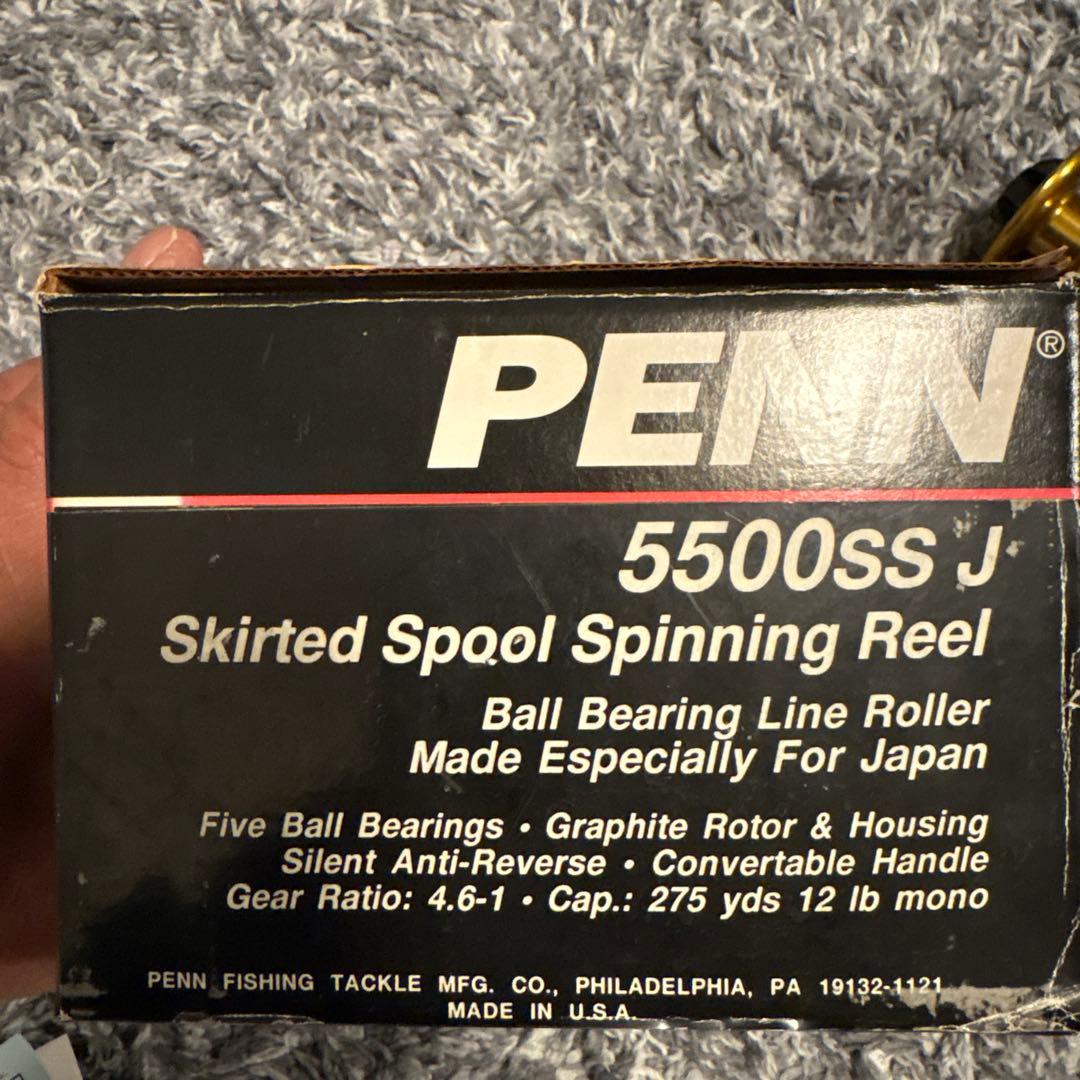 PENN®
5500SS J
Skirted Spool Spinning Reel
Ball Bearing Line Roller
Made Especially For Japan
Five Ball Bearings • Graphite Rotor & Housing
Silent Anti-Reverse • Convertable Handle
Gear Ratio: 4.6-1 • Cap.: 275 yds 12 lb mono
PENN FISHING TACKLE MFG. CO., PHILADELPHIA, PA 19132-1121
MADE IN U.S.A.